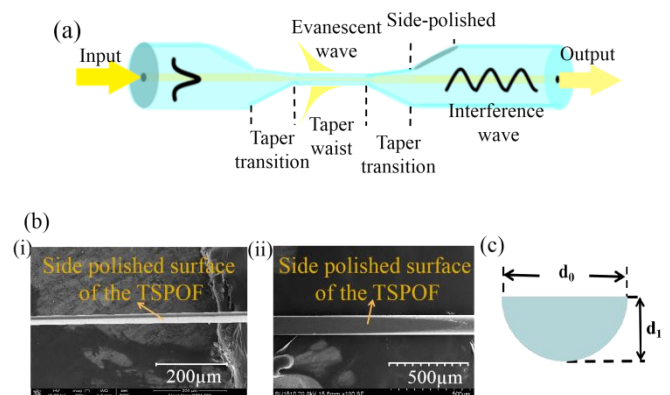 (a)
Evanescent
wave
Side-polished
Input
Output
Interference
wave
Taper
transition
Taper
waist
Taper
transition
(b)
(i)
Side polished surface
of the TSPOF
200μm
(ii)
Side polished surface
of the TSPOF
500μm
(c)
d₀
d₁